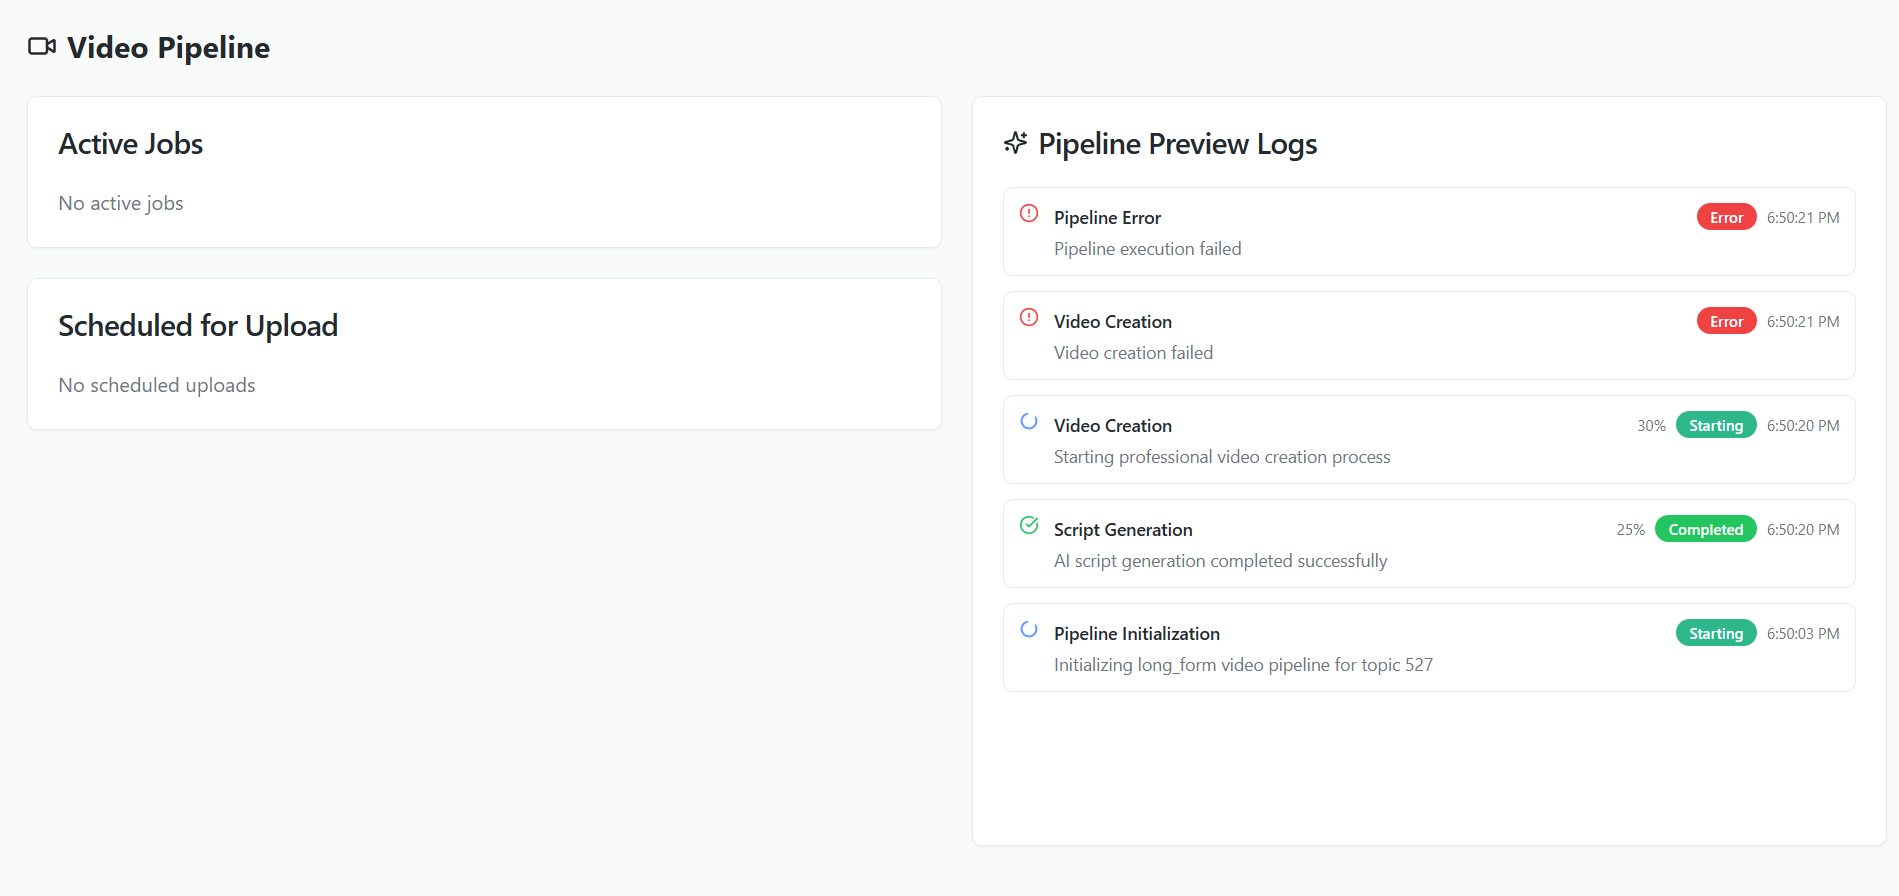 Video Pipeline
Active Jobs
No active jobs
Scheduled for Upload
No scheduled uploads
Pipeline Preview Logs
Pipeline Error
Error
6:50:21 PM
Pipeline execution failed
Video Creation
Error
6:50:21 PM
Video creation failed
Video Creation
30%
Starting
6:50:20 PM
Starting professional video creation process
Script Generation
25%
Completed
6:50:20 PM
AI script generation completed successfully
Pipeline Initialization
Starting
6:50:03 PM
Initializing long_form video pipeline for topic 527